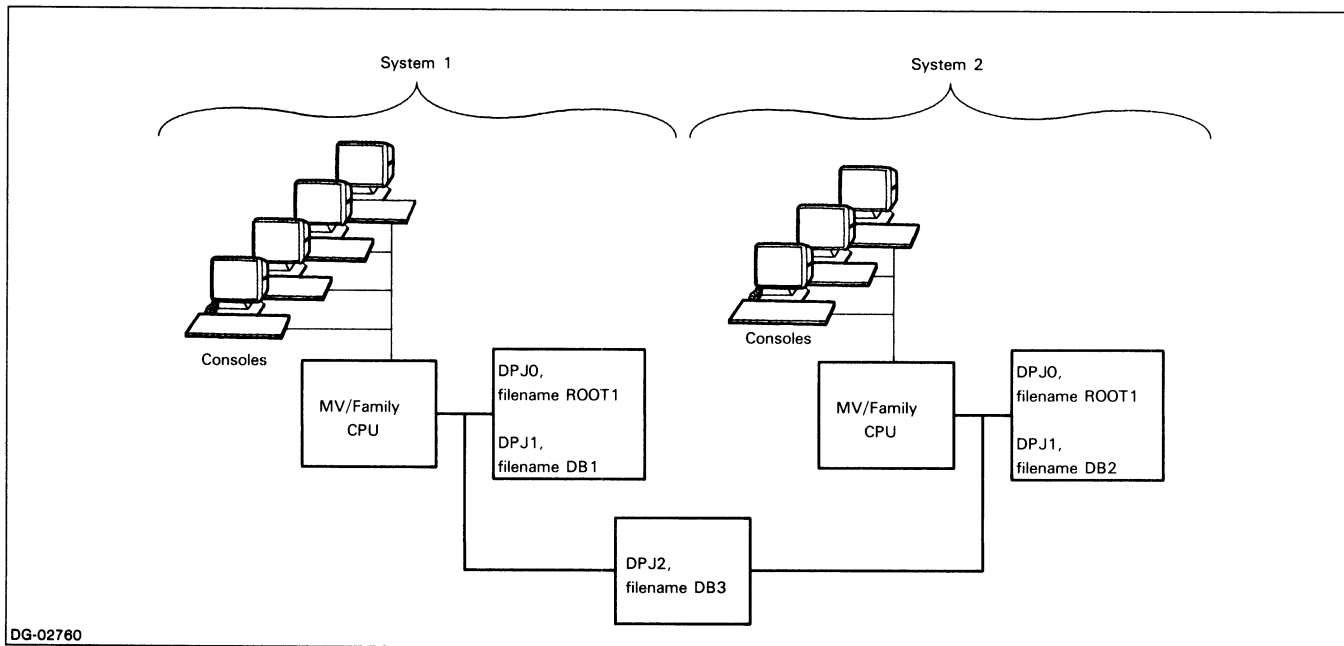 System 1
System 2
Consoles
Consoles
MV/Family
CPU
DPJ0,
filename ROOT1
DPJ1,
filename DB1
MV/Family
CPU
DPJ0,
filename ROOT1
DPJ1,
filename DB2
DPJ2,
filename DB3
DG-02760